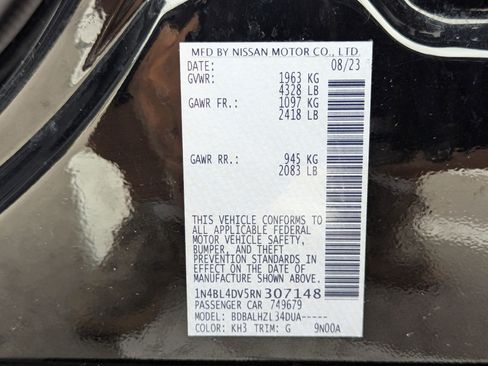 MFD BY NISSAN MOTOR CO., LTD.
DATE: 08/23
GVWR: 1963 KG
4328 LB
GAWR FR.: 1097 KG
2418 LB
GAWR RR.: 945 KG
2083 LB
THIS VEHICLE CONFORMS TO
ALL APPLICABLE FEDERAL
MOTOR VEHICLE SAFETY,
BUMPER, AND THEFT
PREVENTION STANDARDS IN
EFFECT ON THE DATE OF
MANUFACTURE SHOWN ABOVE.
1N4BL4DV5RN307148
PASSENGER CAR 749679
MODEL: BDBALHZL34DUA-----
COLOR: KH3 TRIM: G 9N00A